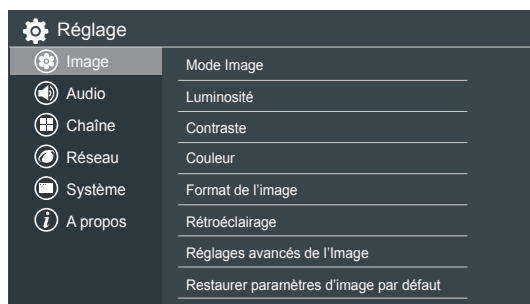 Réglage
Image
Audio
Chaîne
Réseau
Système
A propos
Mode Image
Luminosité
Contraste
Couleur
Format de l'image
Rétroéclairage
Réglages avancés de l'Image
Restaurer paramètres d'image par défaut